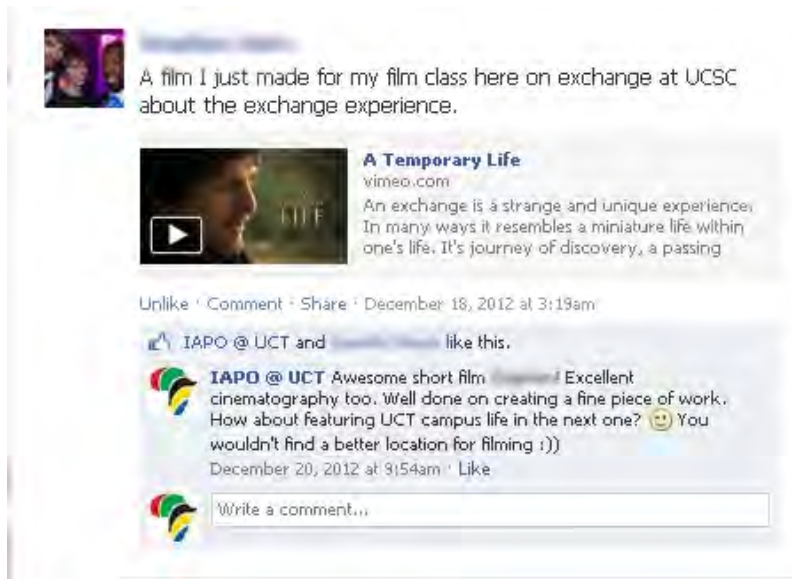 A film I just made for my film class here on exchange at UCSC
about the exchange experience.
LIFE
A Temporary Life
vimeo.com
An exchange is a strange and unique experience.
In many ways it resembles a miniature life within
one's life. It's journey of discovery, a passing
Unlike · Comment · Share · December 18, 2012 at 3:19am
IAPO @ UCT and like this.
IAPO @ UCT Awesome short film Excellent
cinematography too. Well done on creating a fine piece of work.
How about featuring UCT campus life in the next one? You
wouldn't find a better location for filming :))
December 20, 2012 at 9:54am · Like
Write a comment...